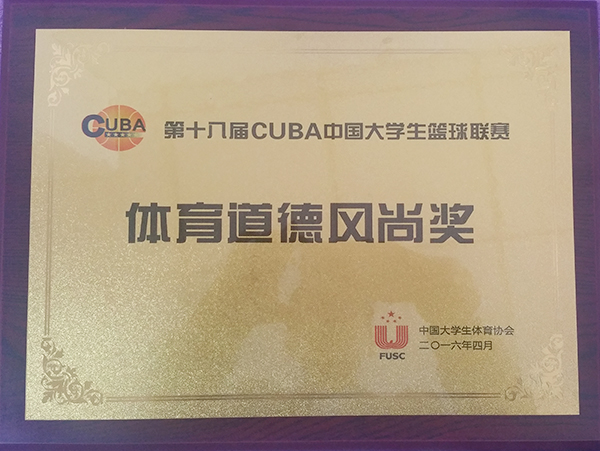 CUBA
第十八届CUBA中国大学生篮球联赛
体育道德风尚奖
FUSC
中国大学生体育协会
二〇一六年四月